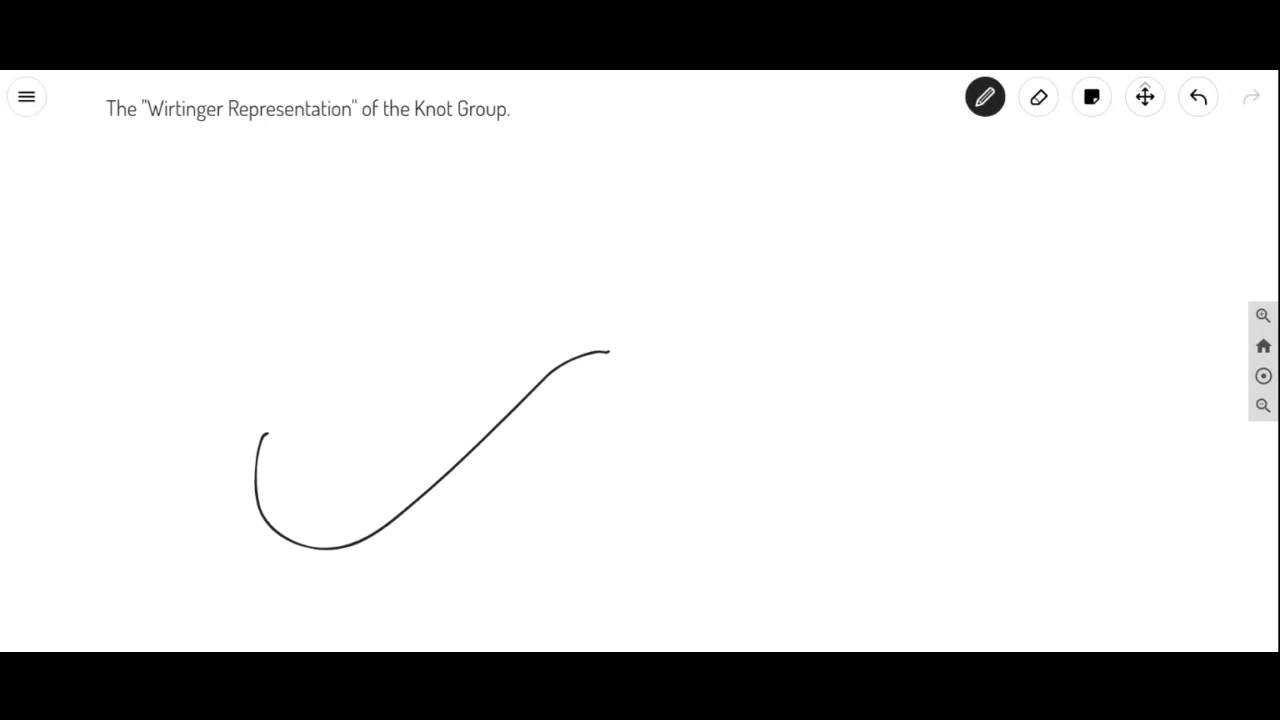 The "Wirtinger Representation" of the Knot Group.